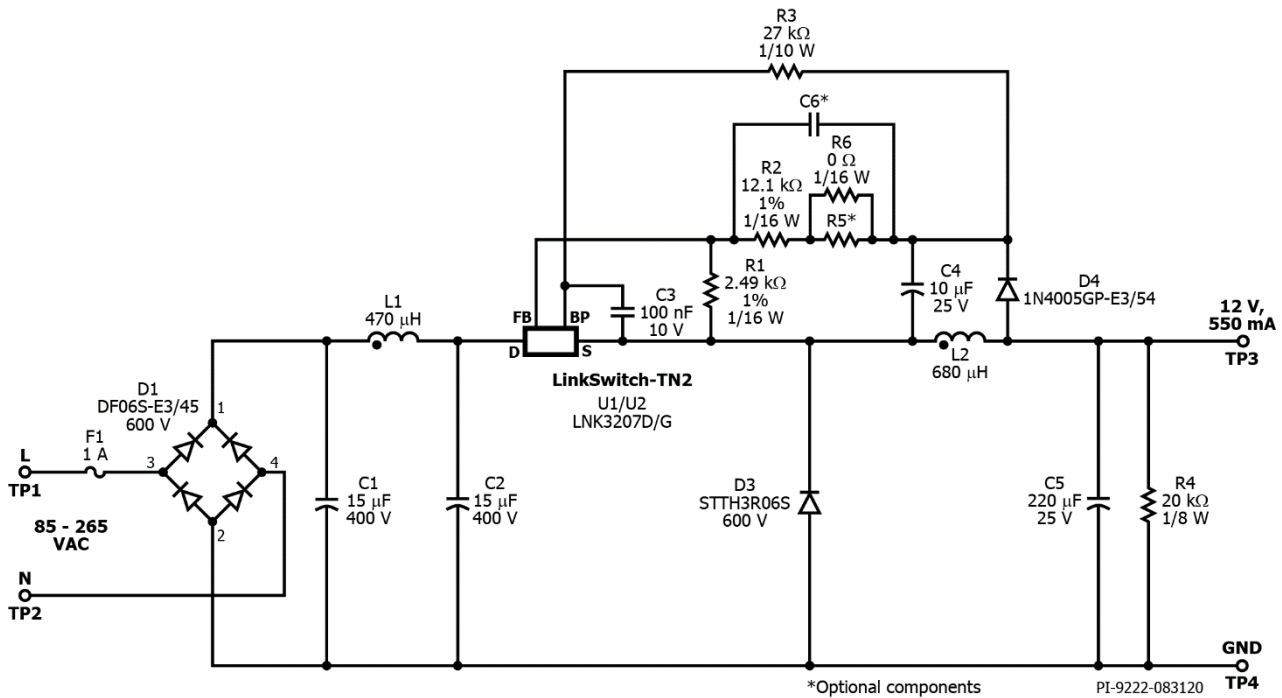 R3
27 kΩ
1/10 W
C6*
R6
0 Ω
1/16 W
R2
12.1 kΩ
1%
1/16 W
R5*
R1
2.49 kΩ
1%
1/16 W
C4
10 μF
25 V
D4
1N4005GP-E3/54
C3
100 nF
10 V
L1
470 μH
FB
BP
D
S
LinkSwitch-TN2
U1/U2
LNK3207D/G
L2
680 μH
12 V,
550 mA
TP3
D1
DF06S-E3/45
600 V
1
F1
1 A
L
TP1
3
4
2
85 - 265
VAC
N
TP2
C1
15 μF
400 V
C2
15 μF
400 V
D3
STTH3R06S
600 V
C5
220 μF
25 V
R4
20 kΩ
1/8 W
GND
TP4
*Optional components
PI-9222-083120